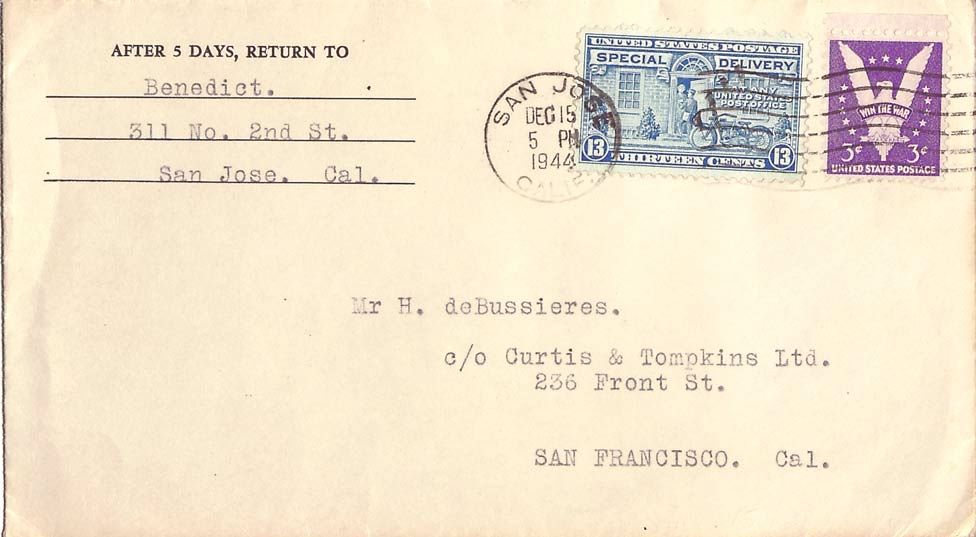 AFTER 5 DAYS, RETURN TO
Benedict.
311 No. 2nd St.
San Jose. Cal.
SAN JOSE
DEC 15
5 PM
1944
CALIF.
UNITED STATES POSTAGE
SPECIAL DELIVERY
AT ANY
UNITED STATES
POST OFFICE
13 THIRTEEN CENTS 13
WIN THE WAR
3¢ 3¢
UNITED STATES POSTAGE
Mr H. deBussieres.
c/o Curtis & Tompkins Ltd.
236 Front St.
SAN FRANCISCO. Cal.